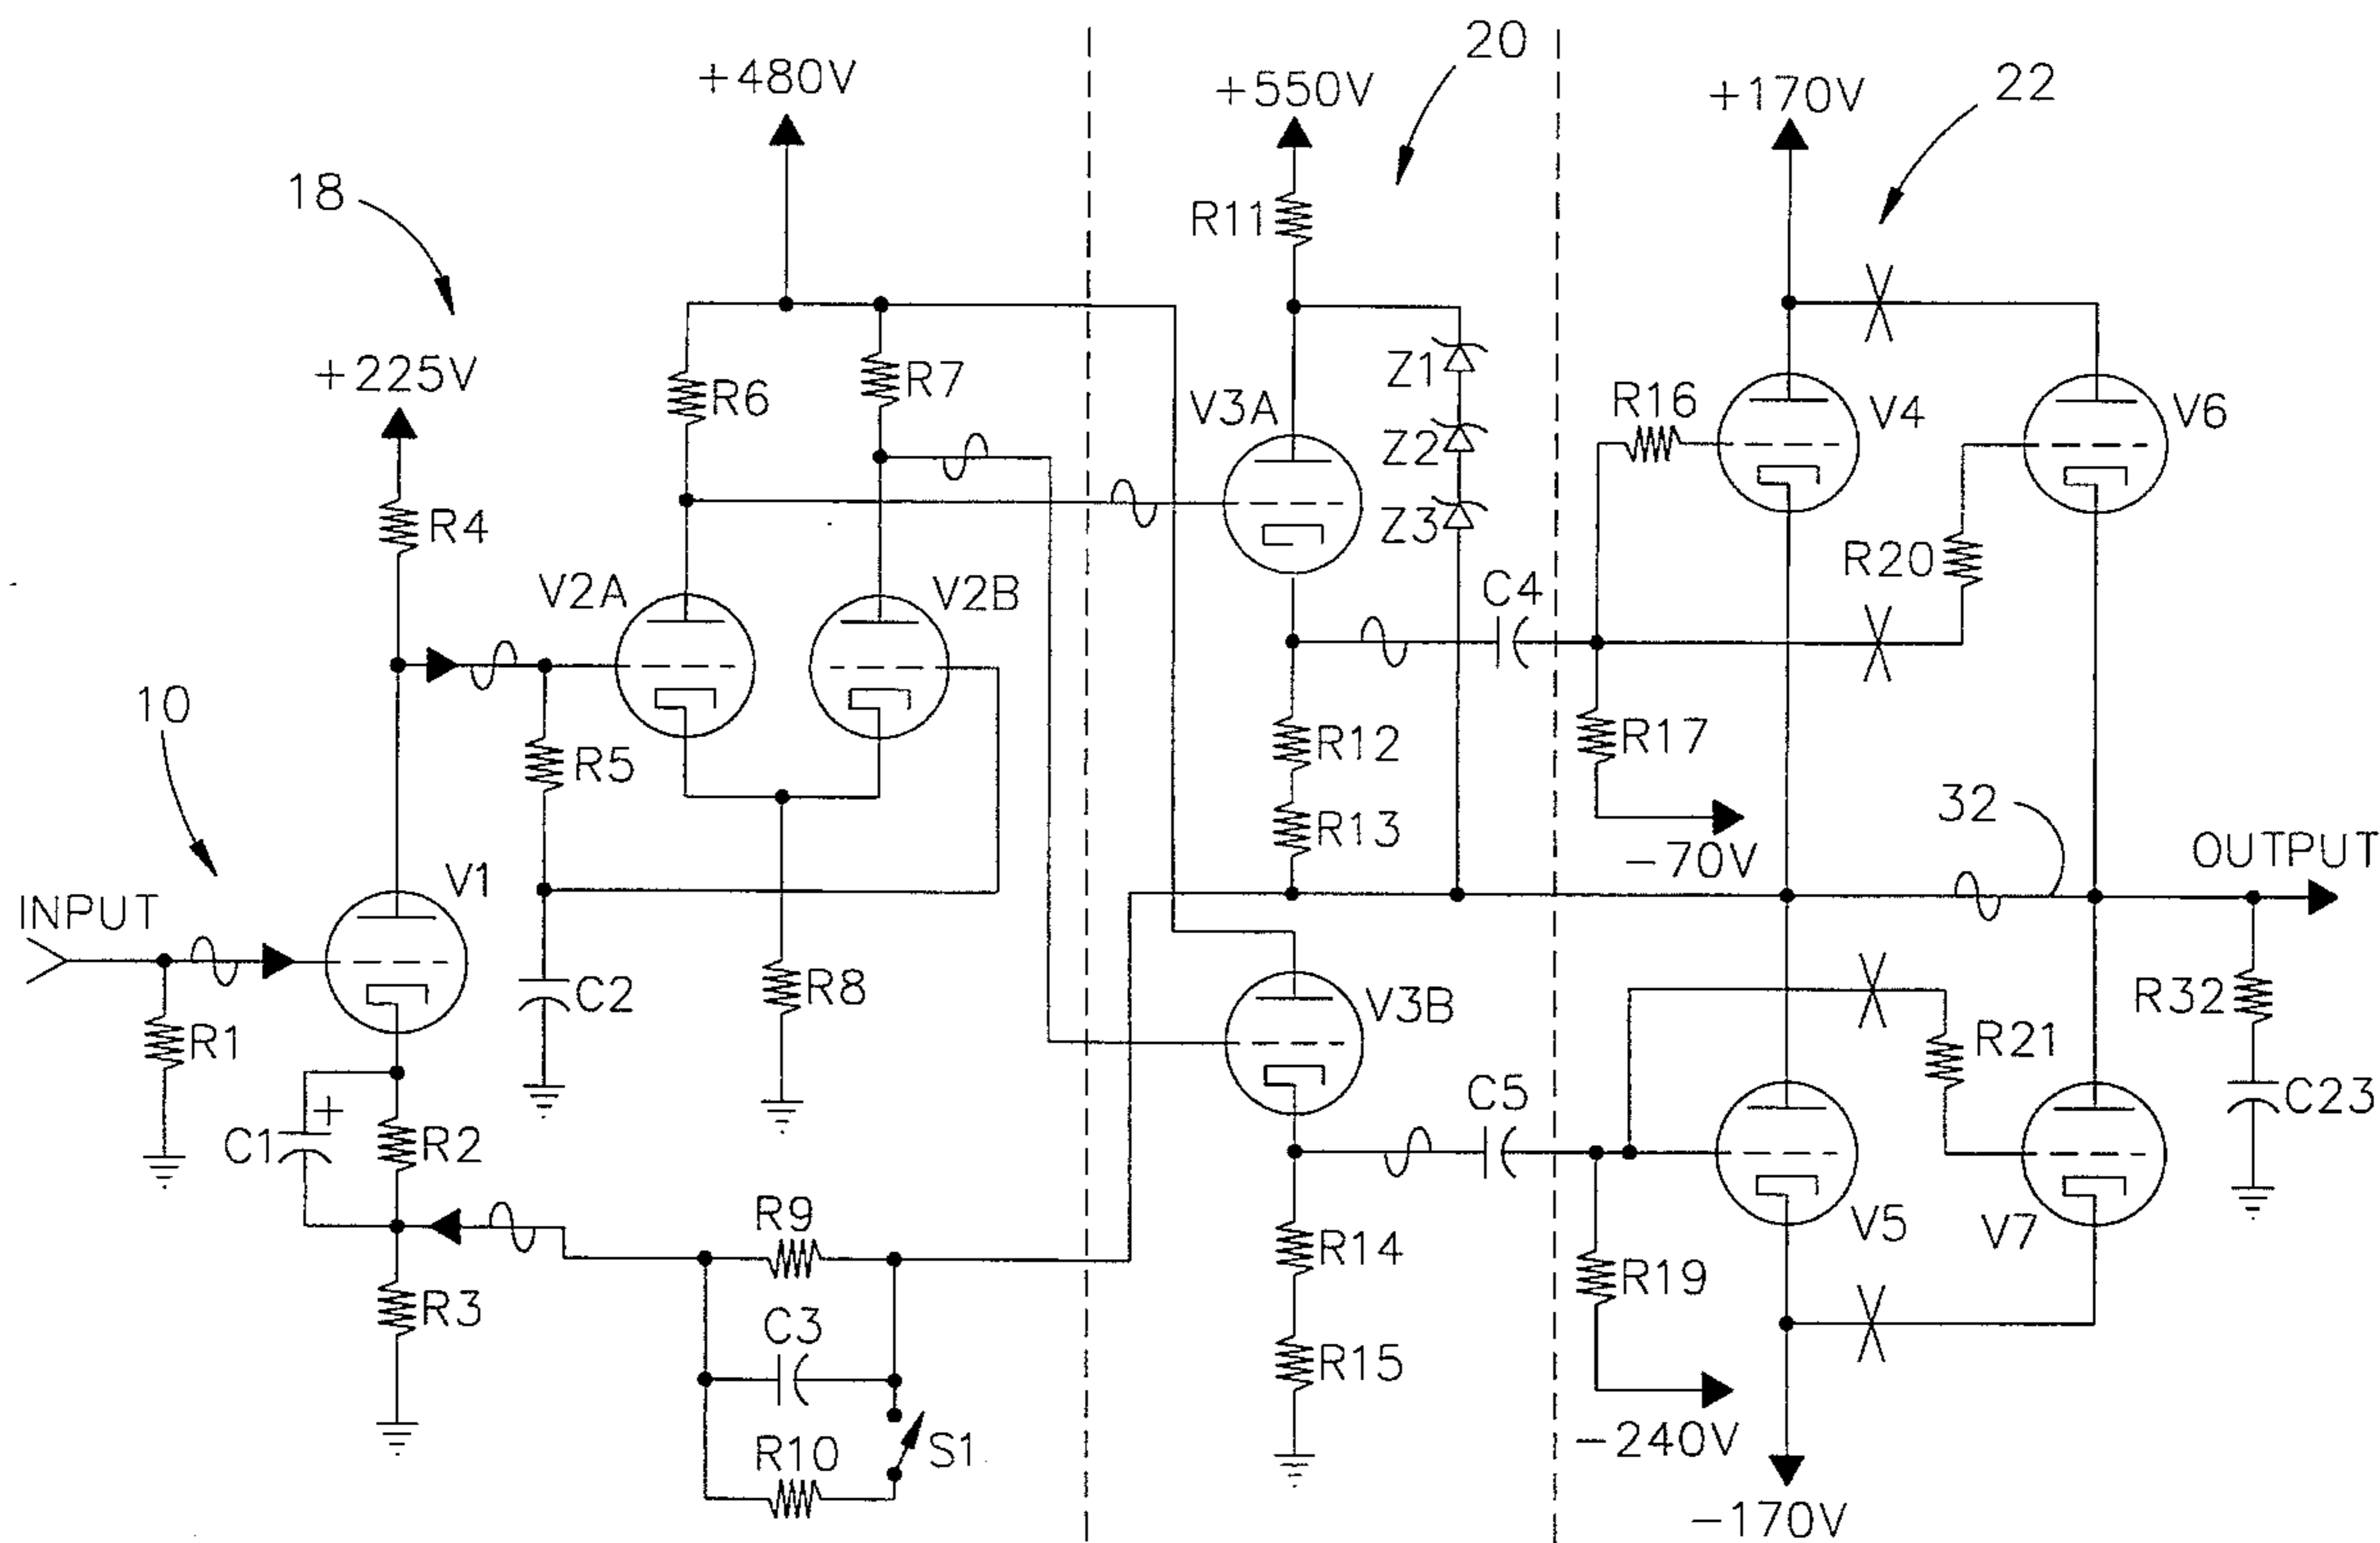 20
+480V
+550V
22
+170V
18
R11
+225V
Z1
R7
R6
V3A
R16
V4
V6
Z2
R4
Z3
R20
V2A
V2B
C4
10
R17
R12
R5
32
R13
-70V
OUTPUT
V1
INPUT
R8
C2
R32
V3B
R1
R21
C5
C23
C1
+
R2
R9
V5
V7
R14
R3
R19
C3
R15
R10
S1
-240V
-170V